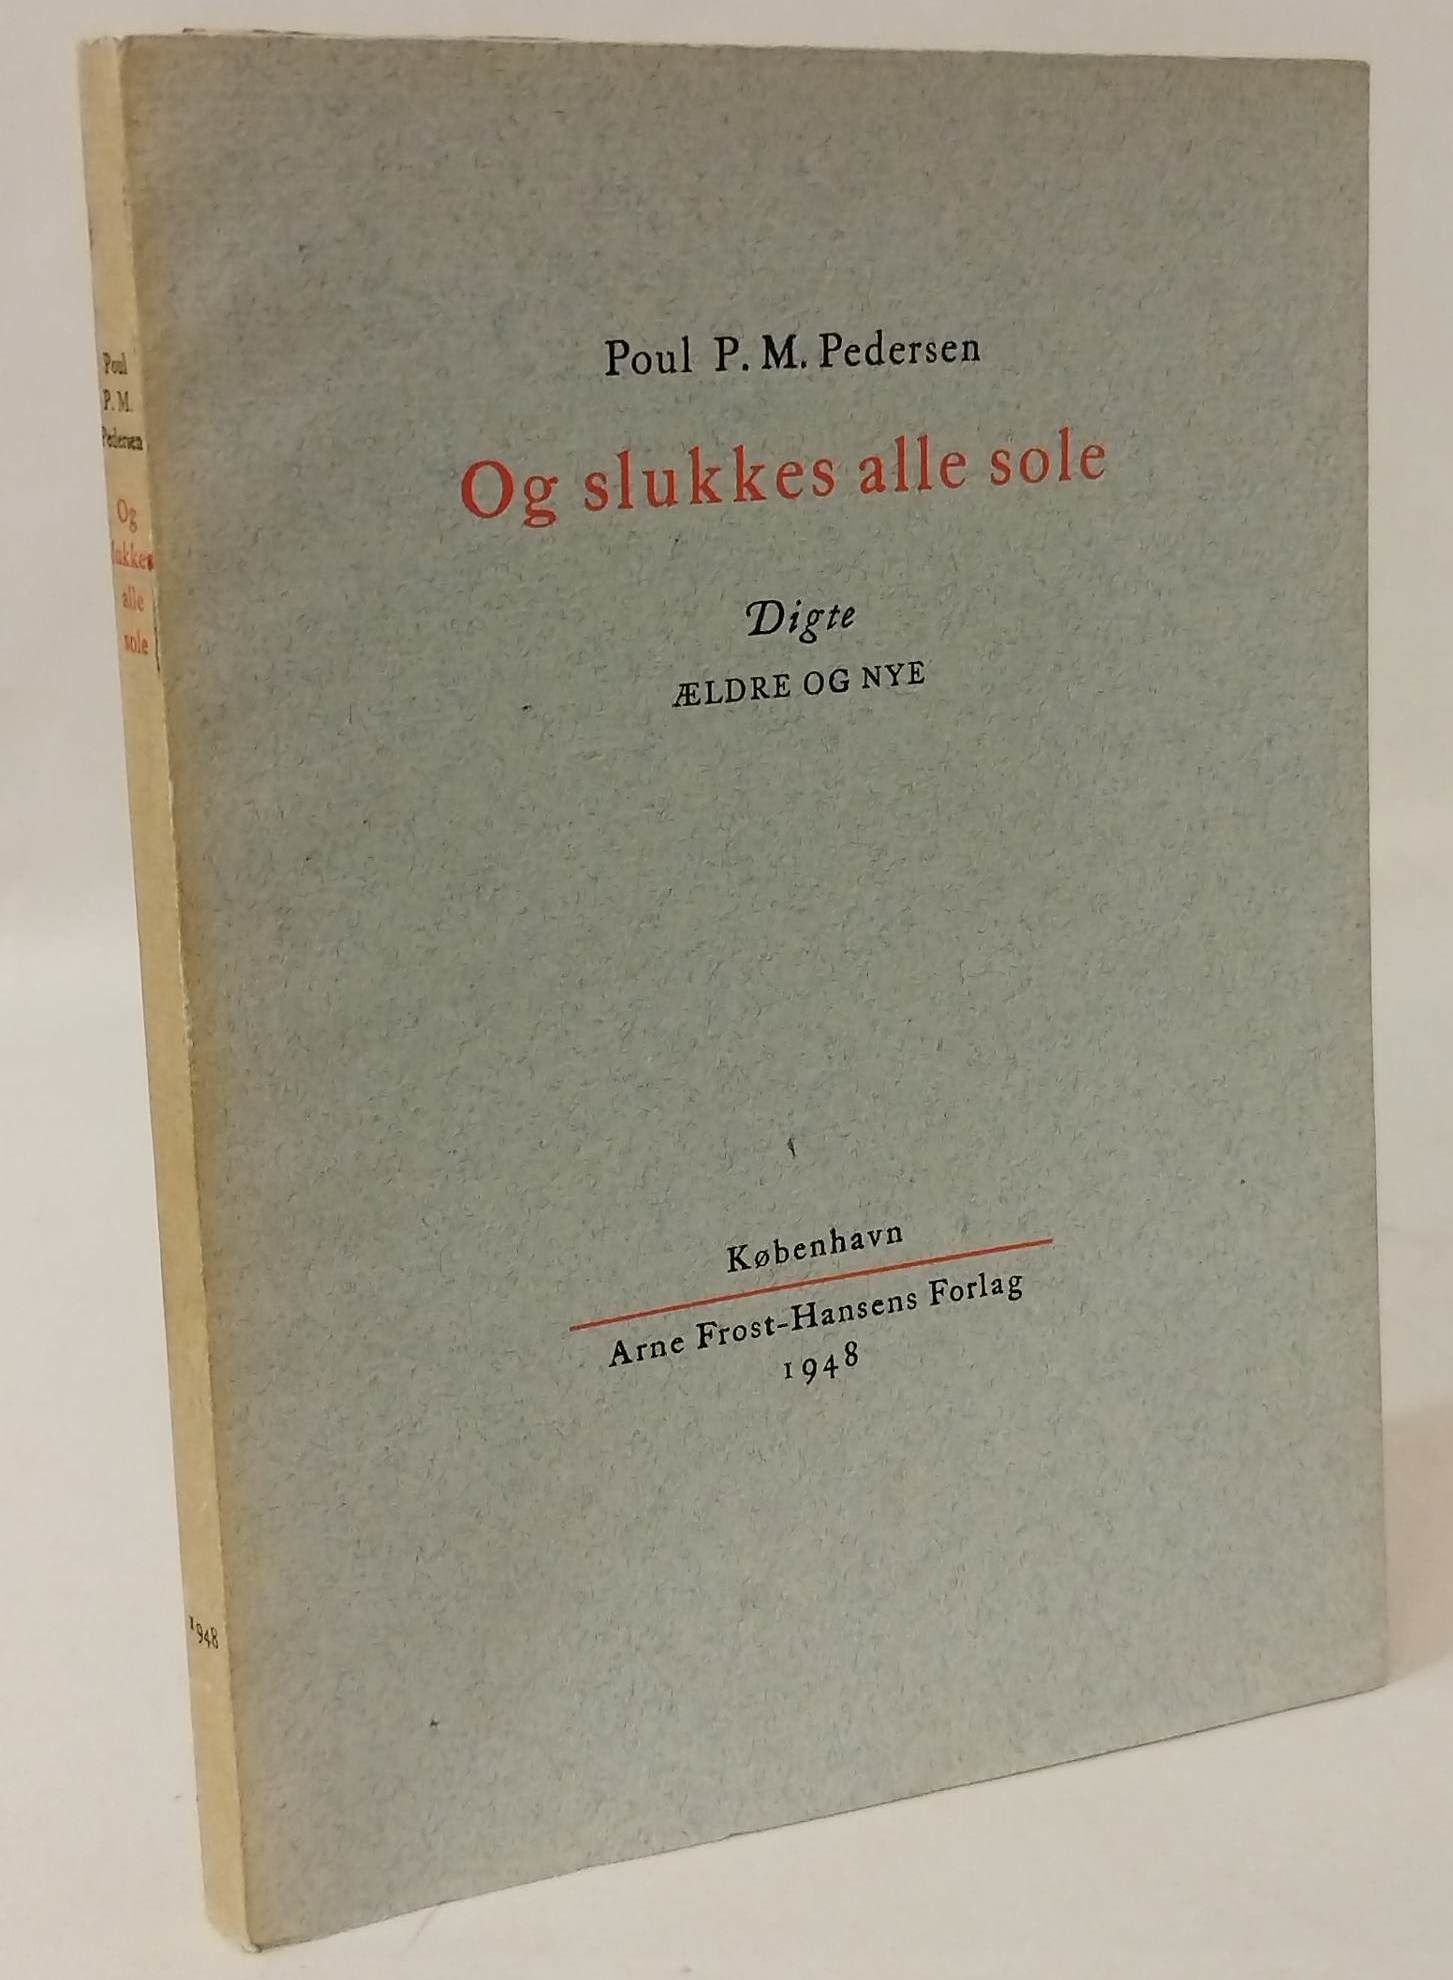 Poul P. M. Pedersen
Og slukkes alle sole
Digte
ÆLDRE OG NYE
København
Arne Frost-Hansens Forlag
1948
Poul
P. M.
Pedersen
Og
slukkes
alle
sole
1948